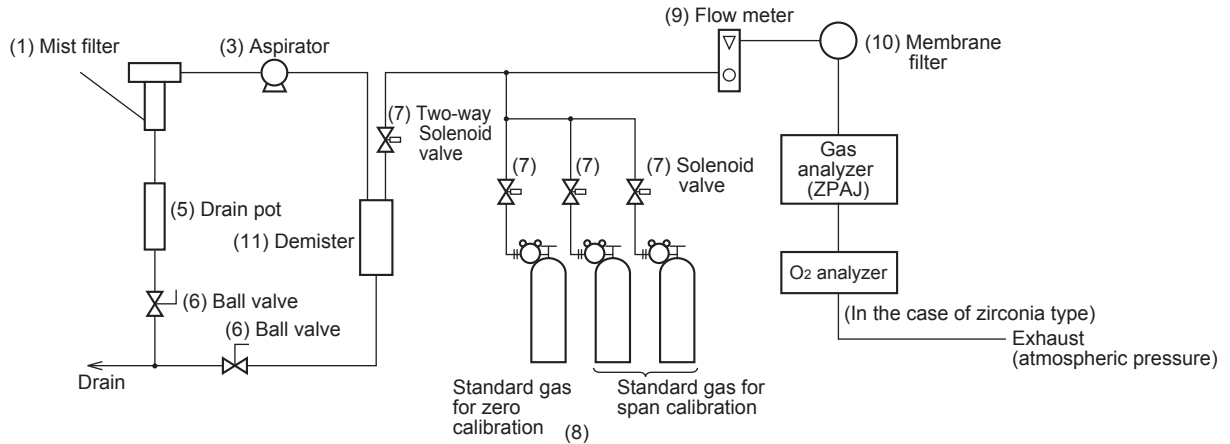 (9) Flow meter
(1) Mist filter
(3) Aspirator
(10) Membrane
filter
(7) Two-way
Solenoid
valve
(7)
(7)
(7) Solenoid
valve
Gas
analyzer
(ZPAJ)
(5) Drain pot
(11) Demister
O2 analyzer
(6) Ball valve
(In the case of zirconia type)
(6) Ball valve
Exhaust
(atmospheric pressure)
Drain
Standard gas
for zero
calibration
Standard gas for
span calibration
(8)